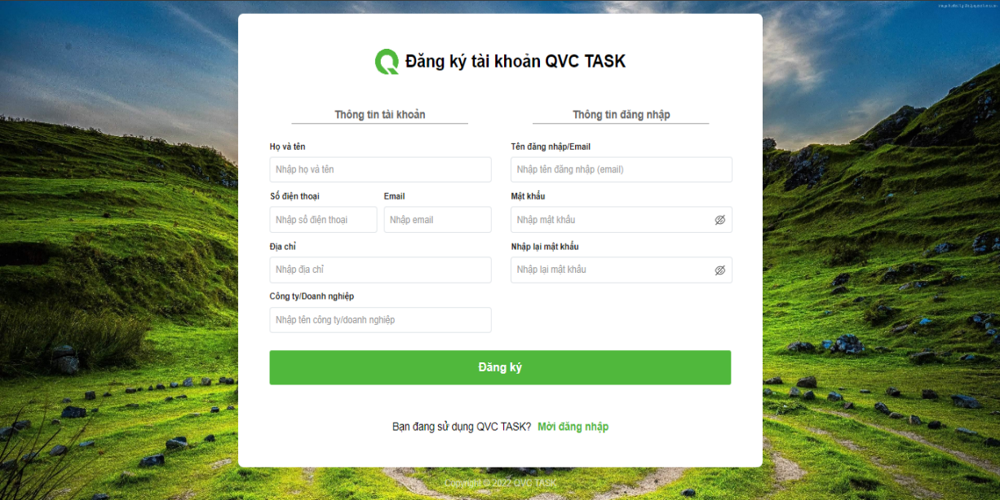 Đăng ký tài khoản QVC TASK
Thông tin tài khoản
Họ và tên
Nhập họ và tên
Số điện thoại Email
Nhập số điện thoại Nhập email
Địa chỉ
Nhập địa chỉ
Công ty/Doanh nghiệp
Nhập tên công ty/doanh nghiệp
Thông tin đăng nhập
Tên đăng nhập/Email
Nhập tên đăng nhập (email)
Mật khẩu
Nhập mật khẩu
Nhập lại mật khẩu
Nhập lại mật khẩu
Đăng ký
Bạn đang sử dụng QVC TASK? Mời đăng nhập
Copyright © 2022 QVC TASK